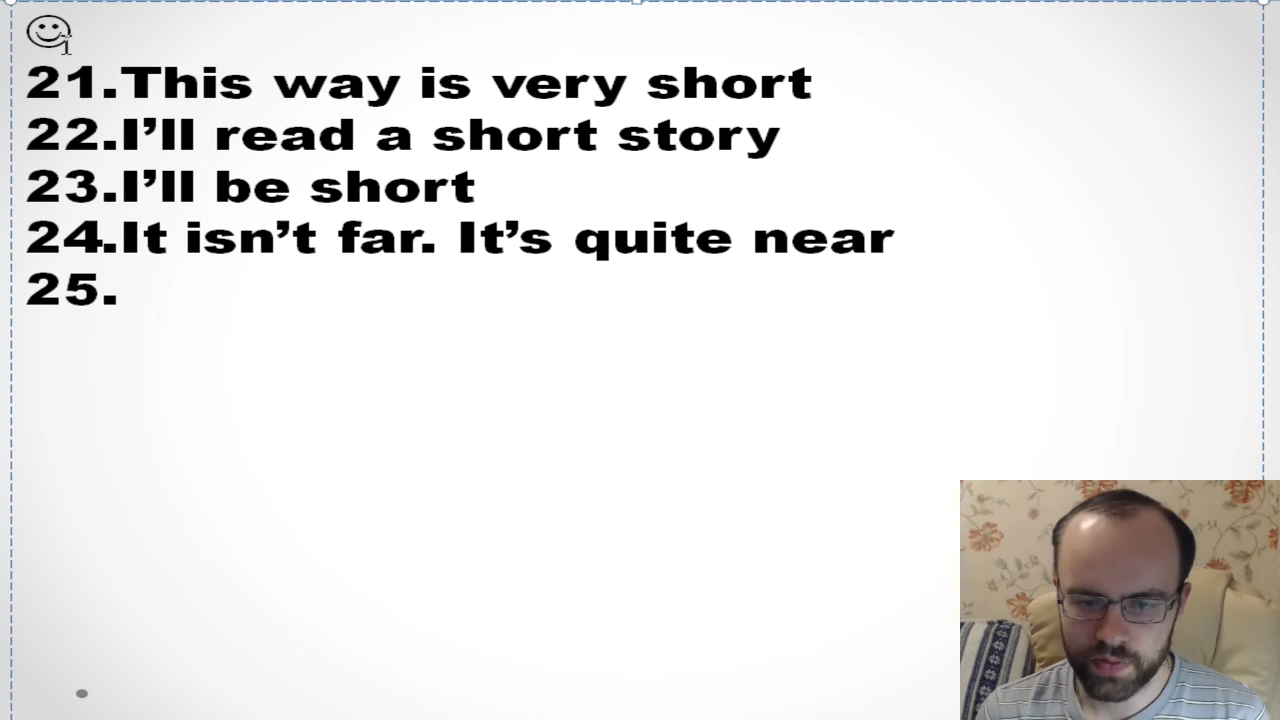 21.This way is very short
22.I’ll read a short story
23.I’ll be short
24.It isn’t far. It’s quite near
25.